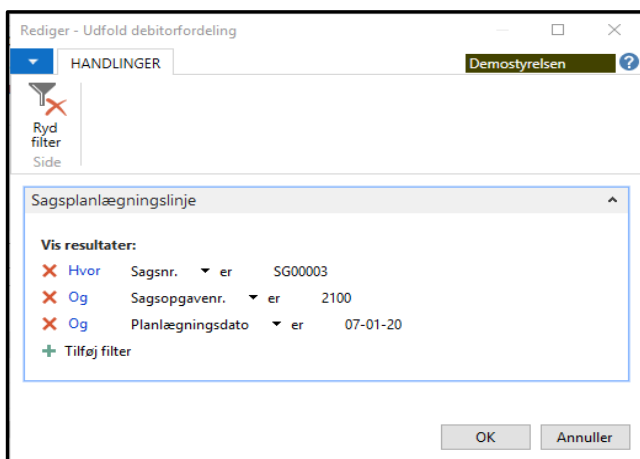 Rediger - Udfold debitorfordeling
HANDLINGER
Demostyrelsen
?
Ryd
filter
Side
Sagsplanlægningslinje
Vis resultater:
Hvor Sagsnr. er SG00003
Og Sagsopgavenr. er 2100
Og Planlægningsdato er 07-01-20
Tilføj filter
OK Annuller